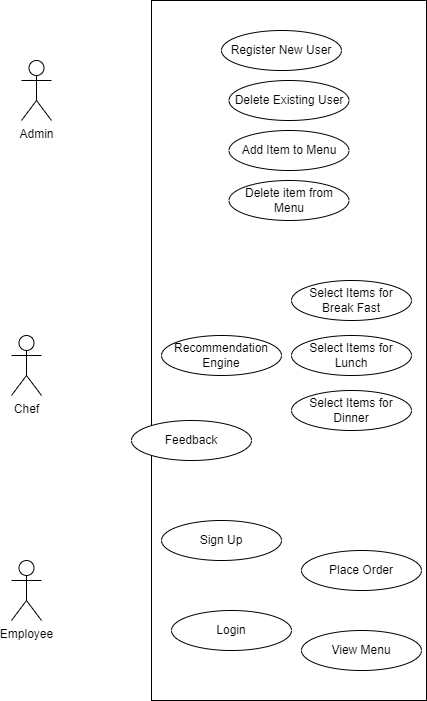 Register New User
Delete Existing User
Admin
Add Item to Menu
Delete item from
Menu
Select Items for
Break Fast
Recommendation
Engine
Select Items for
Lunch
Chef
Select Items for
Dinner
Feedback
Sign Up
Place Order
Employee
Login
View Menu